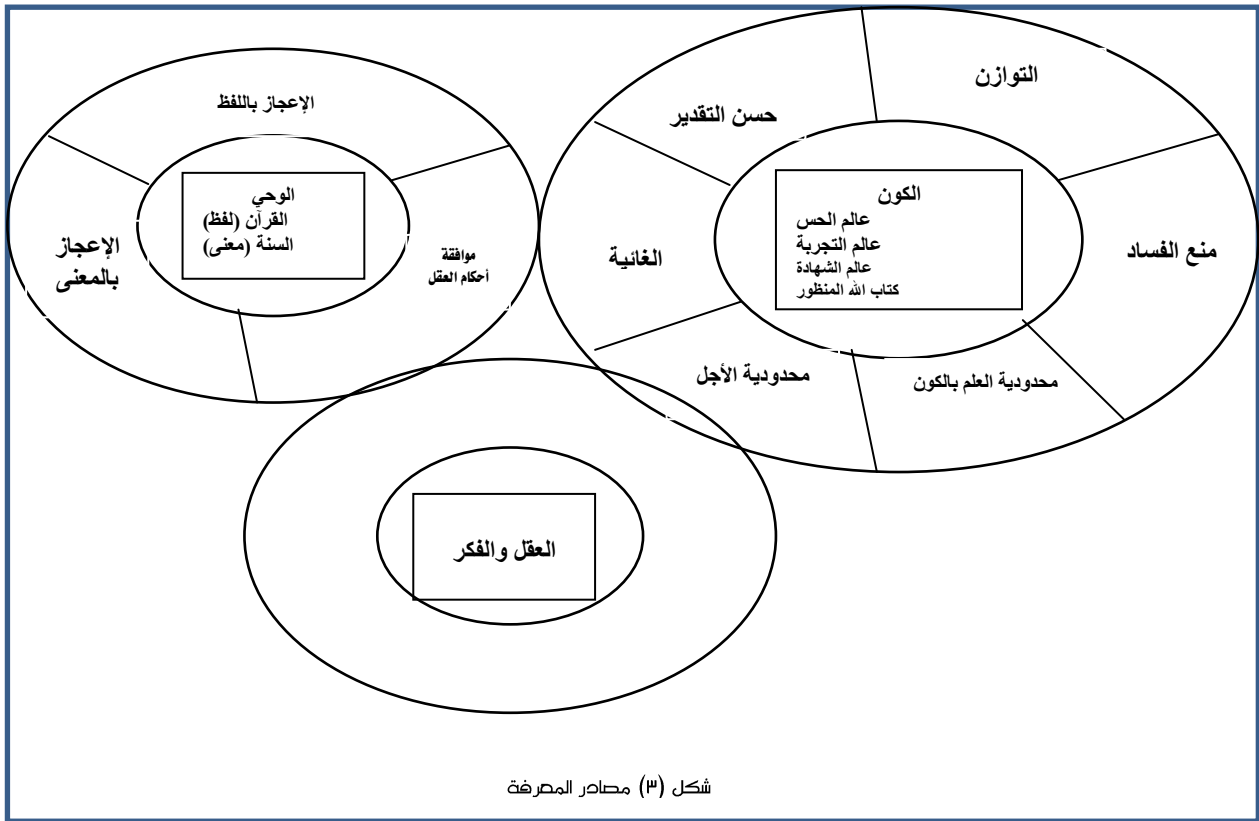 التوازن
حسن التقدير
منع الفساد
الكون
عالم الحس
عالم التجربة
عالم الشهادة
كتاب الله المنظور
الغائية
محدودية الأجل
محدودية العلم بالكون
الإعجاز باللفظ
الوحي
القرآن (لفظ)
السنة (معنى)
موافقة
أحكام العقل
الإعجاز
بالمعنى
العقل والفكر
شكل (٣) مصادر المعرفة